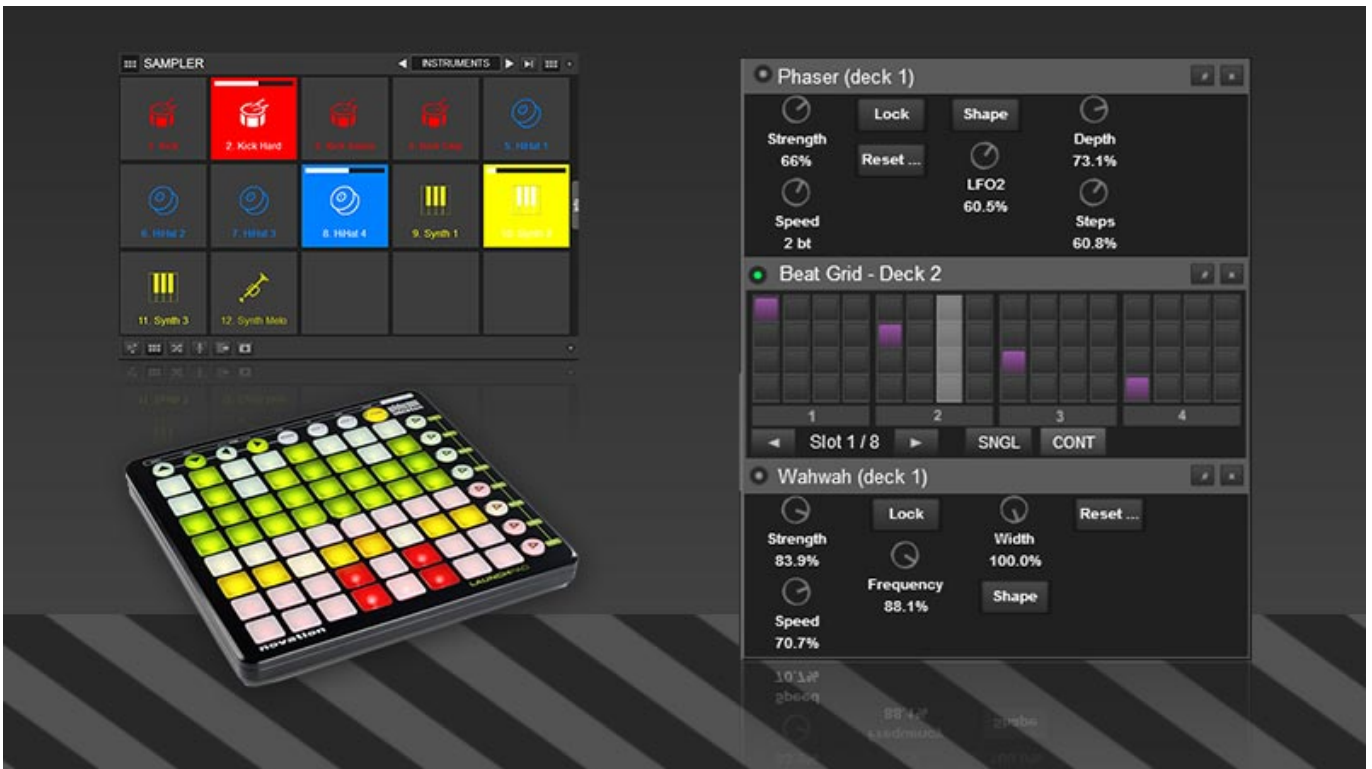 SAMPLER
INSTRUMENTS
1. Kick
2. Kick Hard
5. HiHat 1
6. HiHat 2
7. HiHat 3
8. HiHat 4
9. Synth 1
11. Synth 3
12. Synth Melo
LAUNCHPAD
novation
Phaser (deck 1)
Strength
66%
Speed
2 bt
Lock
Reset ...
Shape
LFO2
60.5%
Depth
73.1%
Steps
60.8%
Beat Grid - Deck 2
1 2 3 4
Slot 1 / 8
SNGL
CONT
Wahwah (deck 1)
Strength
83.9%
Speed
70.7%
Lock
Frequency
88.1%
Width
100.0%
Shape
Reset ...